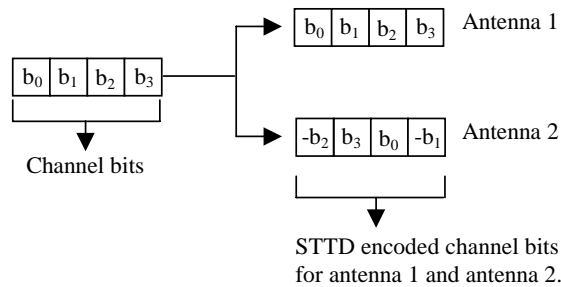 b₀ b₁ b₂ b₃ Antenna 1
b₀ b₁ b₂ b₃
-b₂ b₃ b₀ -b₁ Antenna 2
Channel bits
STTD encoded channel bits
for antenna 1 and antenna 2.